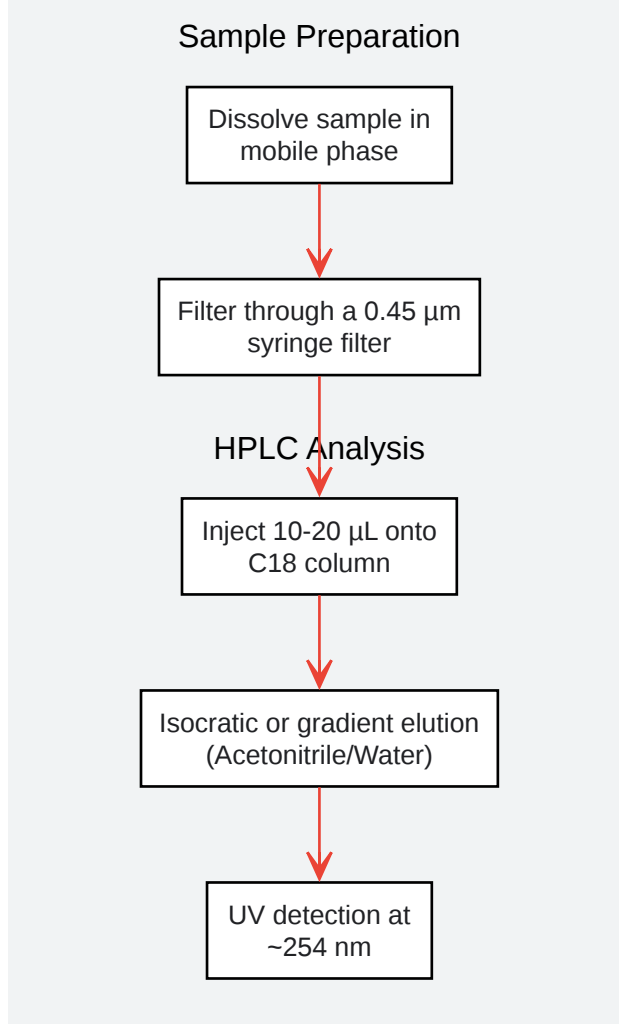 Sample Preparation
Dissolve sample in
mobile phase
Filter through a 0.45 µm
syringe filter
HPLC Analysis
Inject 10-20 µL onto
C18 column
Isocratic or gradient elution
(Acetonitrile/Water)
UV detection at
~254 nm